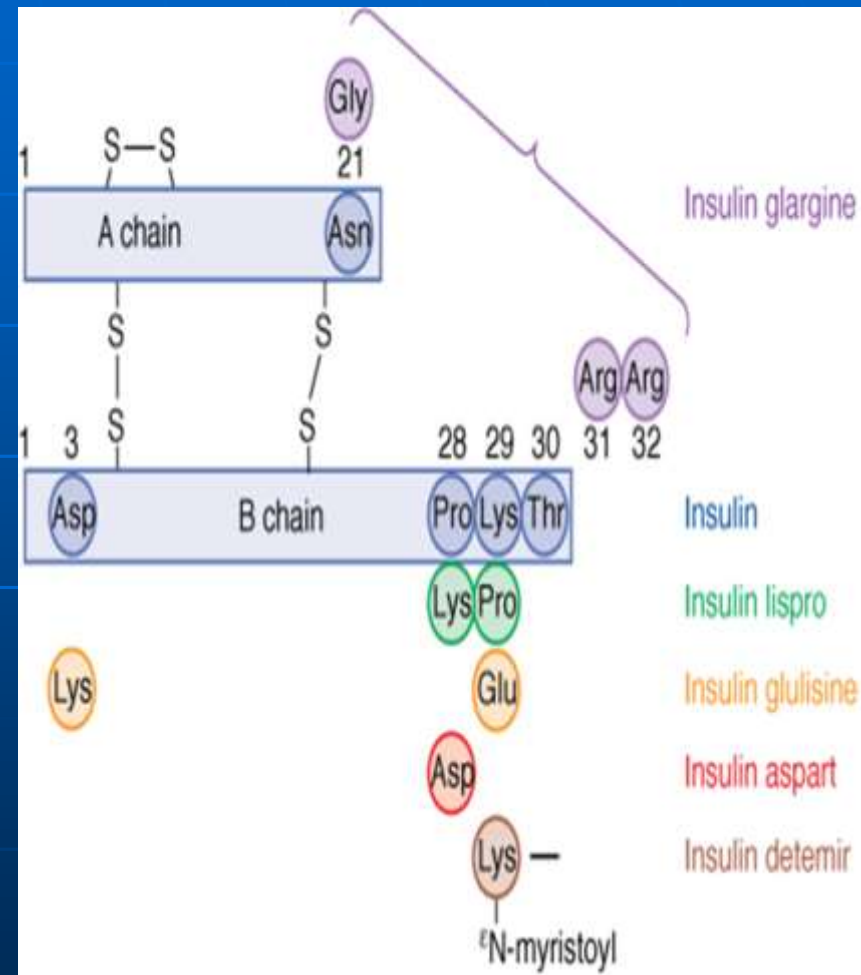 Gly
1 S—S 21
A chain Asn Insulin glargine
S S
S S
Arg Arg
1 3 28 29 30 31 32
Asp B chain Pro Lys Thr Insulin
Lys Pro Insulin lispro
Lys Glu Insulin glulisine
Asp Insulin aspart
Lys — Insulin detemir
εN-myristoyl